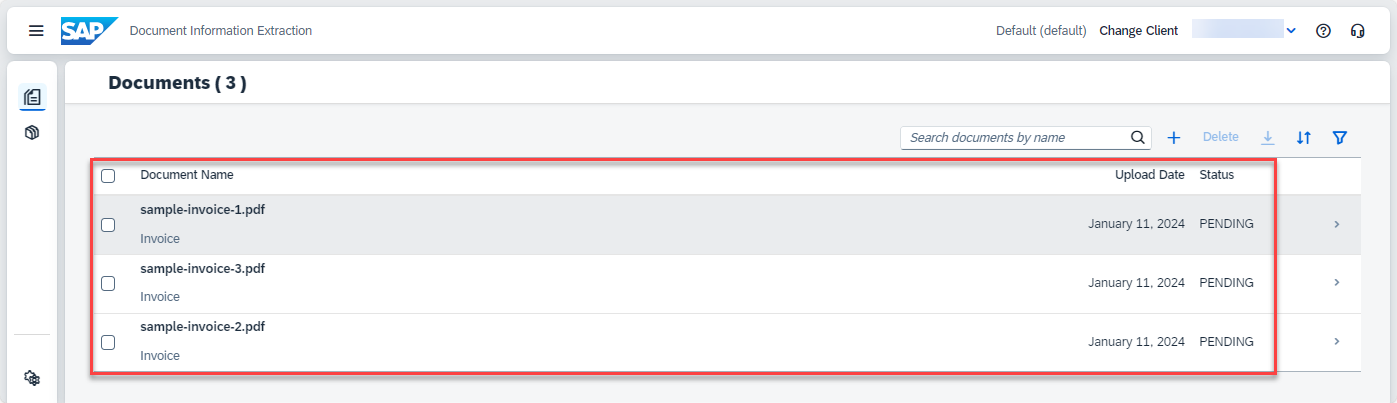 SAP Document Information Extraction Default (default) Change Client
Documents ( 3 )
Search documents by name Delete
Document Name Upload Date Status
sample-invoice-1.pdf
Invoice January 11, 2024 PENDING
sample-invoice-3.pdf
Invoice January 11, 2024 PENDING
sample-invoice-2.pdf
Invoice January 11, 2024 PENDING